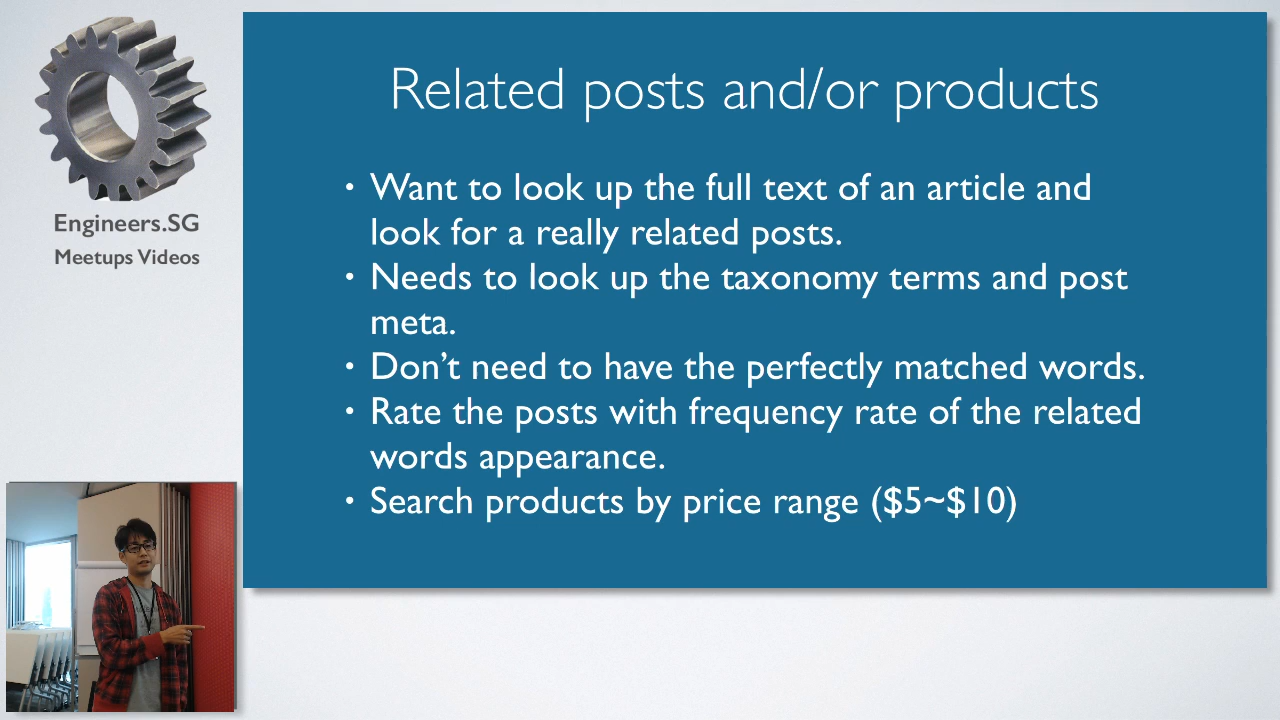 Related posts and/or products
• Want to look up the full text of an article and
look for a really related posts.
• Needs to look up the taxonomy terms and post
meta.
• Don’t need to have the perfectly matched words.
• Rate the posts with frequency rate of the related
words appearance.
• Search products by price range ($5~$10)
Engineers.SG
Meetups Videos